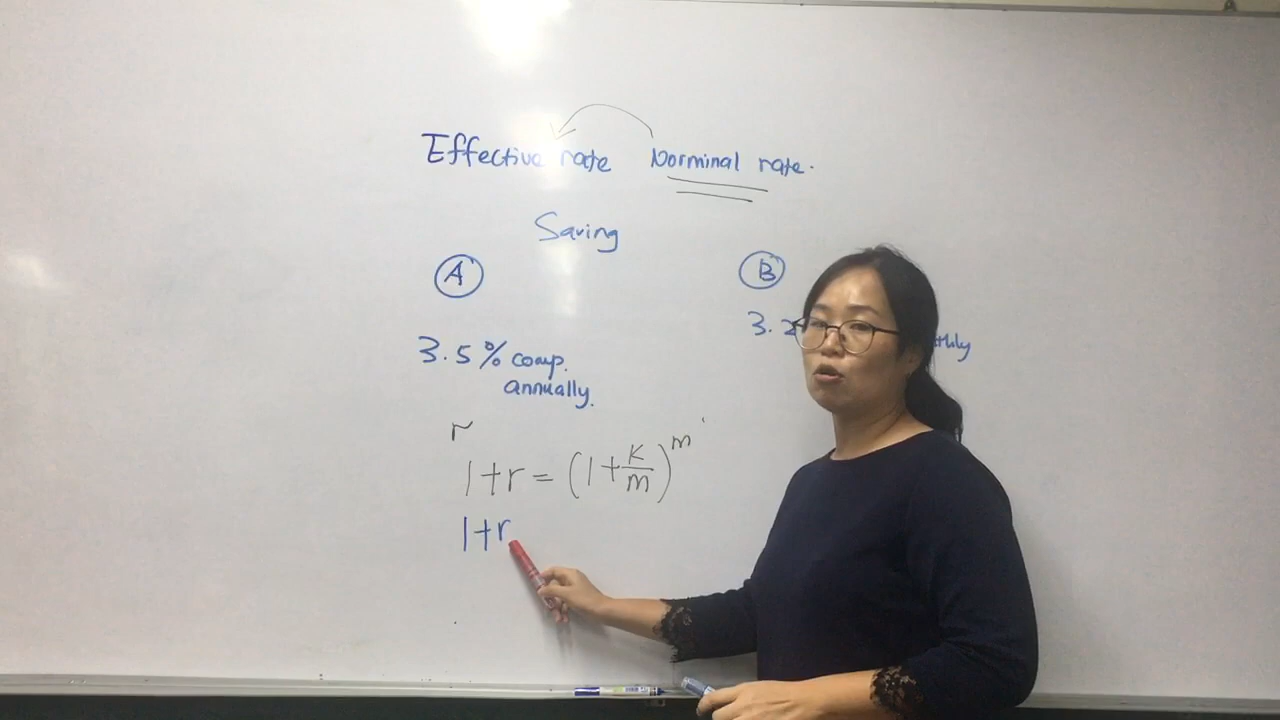 Effective rate Norminal rate.
Saving
A B
3.5% comp.
annually.
r
1+r = (1+k/m)^m
1+r